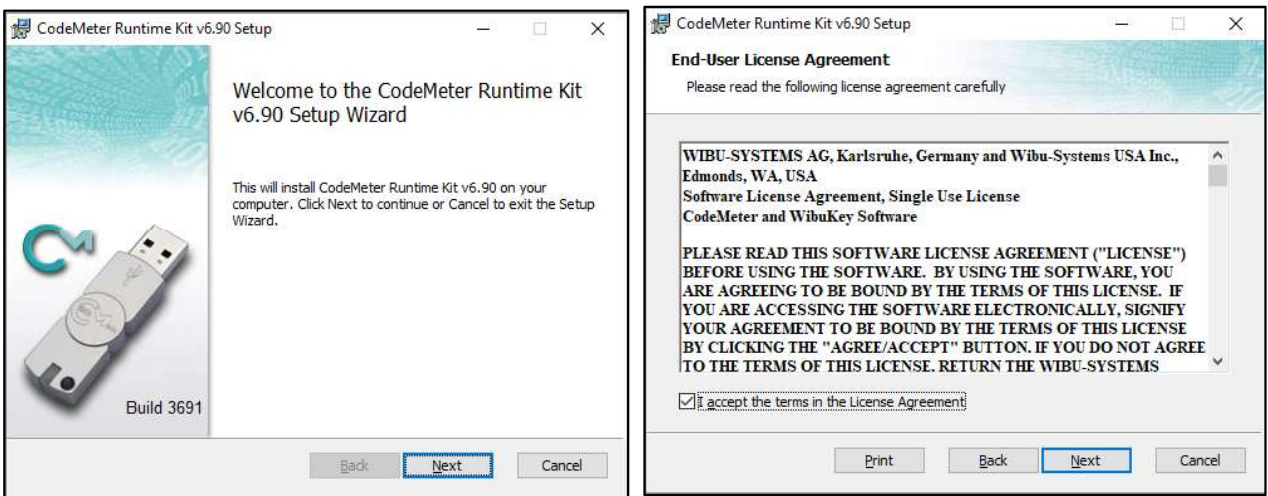 CodeMeter Runtime Kit v6.90 Setup
Welcome to the CodeMeter Runtime Kit
v6.90 Setup Wizard
This will install CodeMeter Runtime Kit v6.90 on your
computer. Click Next to continue or Cancel to exit the Setup
Wizard.
Build 3691
Back
Next
Cancel
CodeMeter Runtime Kit v6.90 Setup
End-User License Agreement
Please read the following license agreement carefully
WIBU-SYSTEMS AG, Karlsruhe, Germany and Wibu-Systems USA Inc.,
Edmonds, WA, USA
Software License Agreement, Single Use License
CodeMeter and WibuKey Software
PLEASE READ THIS SOFTWARE LICENSE AGREEMENT ("LICENSE")
BEFORE USING THE SOFTWARE. BY USING THE SOFTWARE, YOU
ARE AGREEING TO BE BOUND BY THE TERMS OF THIS LICENSE. IF
YOU ARE ACCESSING THE SOFTWARE ELECTRONICALLY, SIGNIFY
YOUR AGREEMENT TO BE BOUND BY THE TERMS OF THIS LICENSE
BY CLICKING THE "AGREE/ACCEPT" BUTTON. IF YOU DO NOT AGREE
TO THE TERMS OF THIS LICENSE, RETURN THE WIBU-SYSTEMS
I accept the terms in the License Agreement
Print
Back
Next
Cancel